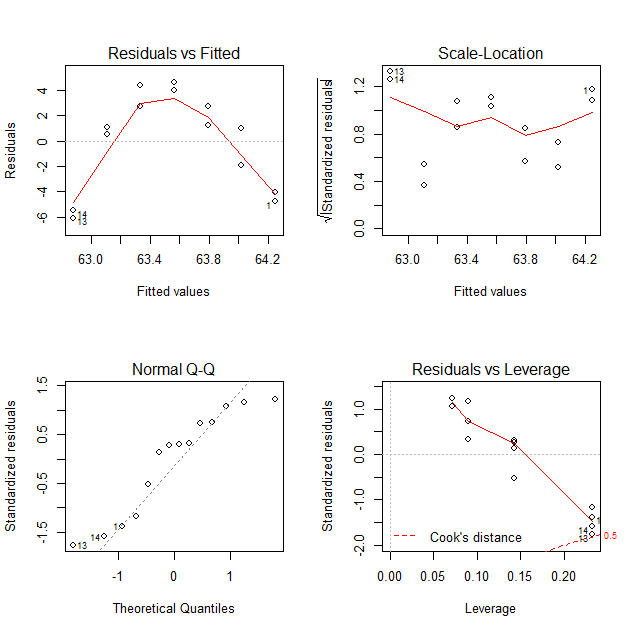 Residuals vs Fitted
Residuals
4
2
0
-2
-4
-6
14
13
1
63.0 63.4 63.8 64.2
Fitted values
Scale-Location
√|Standardized residuals|
1.2
0.8
0.4
0.0
13
14
1
63.0 63.4 63.8 64.2
Fitted values
Normal Q-Q
Standardized residuals
1.5
0.5
-0.5
-1.5
1
14
13
-1 0 1
Theoretical Quantiles
Residuals vs Leverage
Standardized residuals
1.0
0.0
-1.0
-2.0
1
14
13
0.5
Cook's distance
0.00 0.05 0.10 0.15 0.20
Leverage